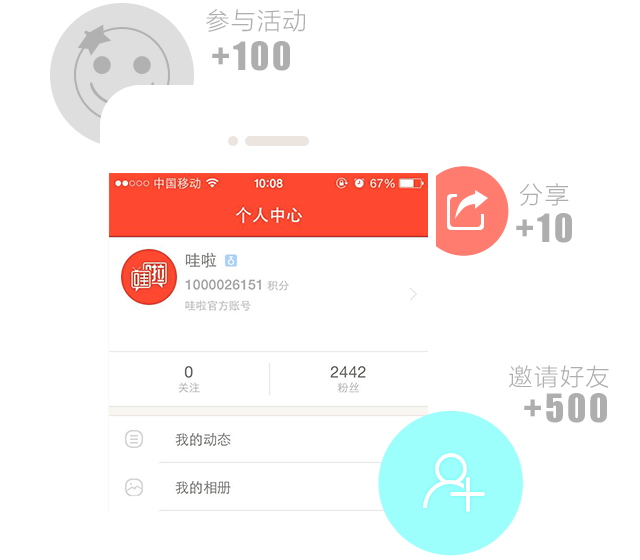 参与活动
+100
中国移动
10:08
67%
个人中心
分享
+10
哇啦
哇啦
1000026151 积分
哇啦官方账号
0
2442
关注
粉丝
邀请好友
+500
我的动态
我的相册